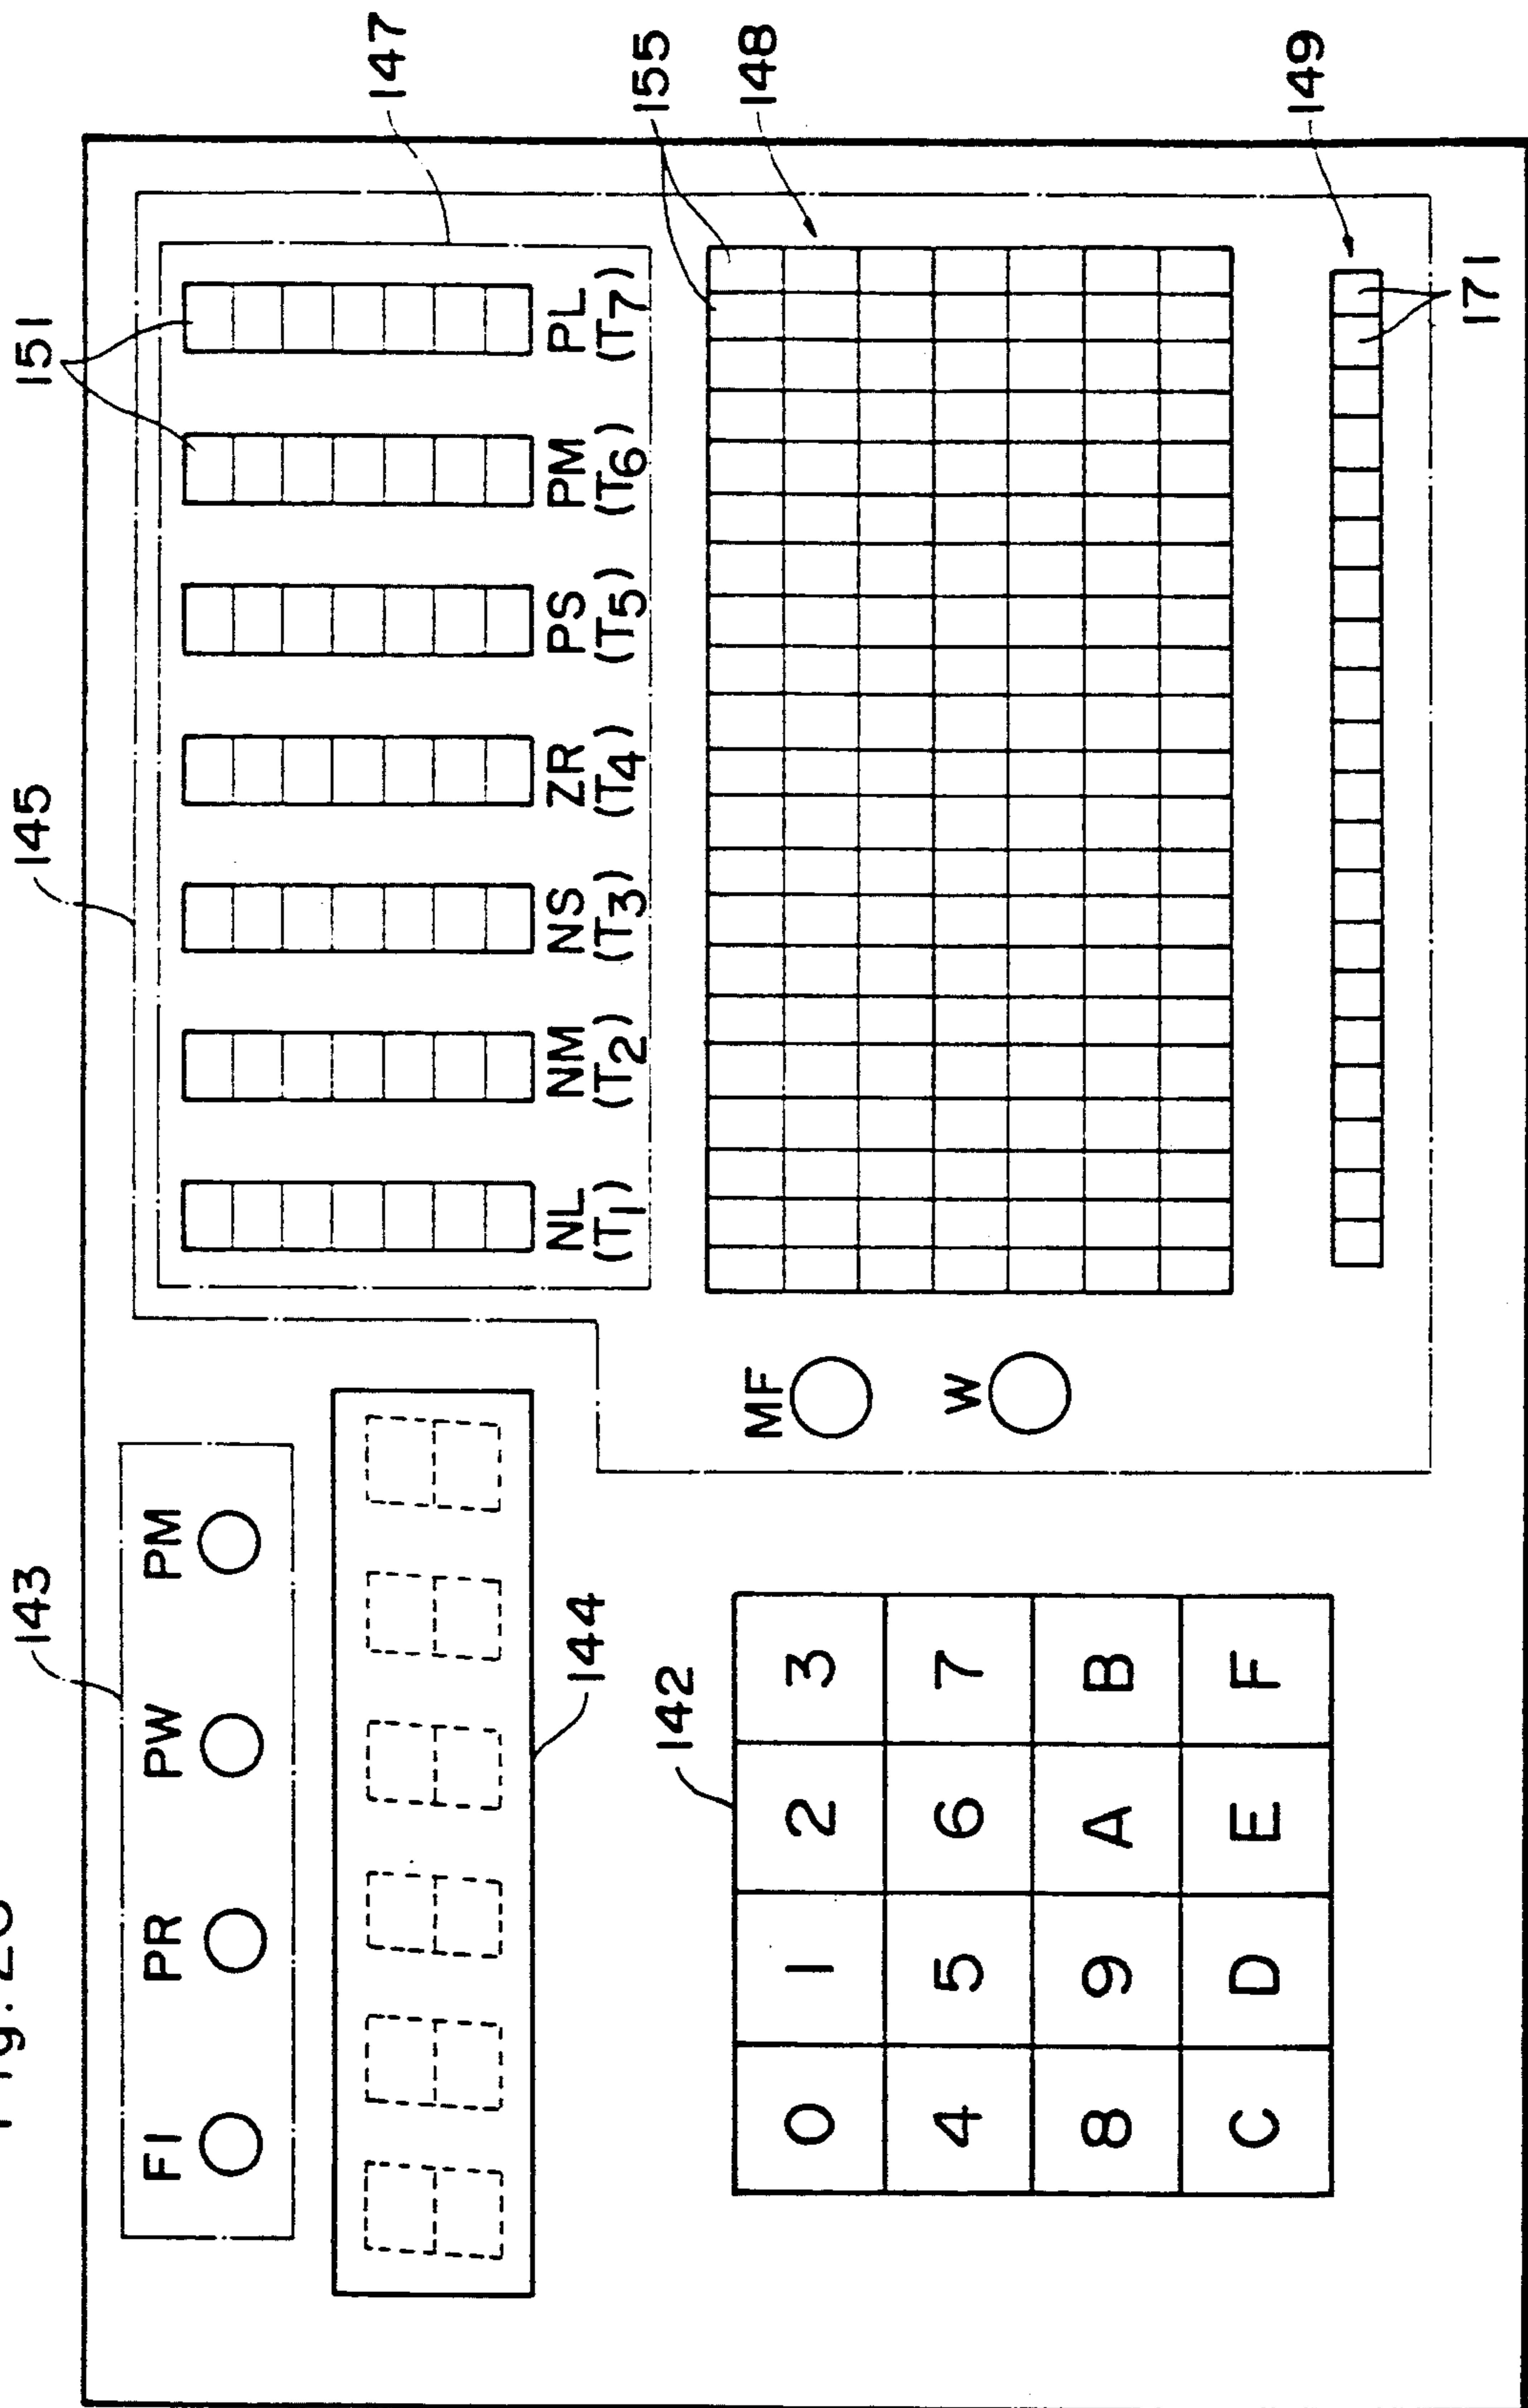 Fig.
143
145
151
FI PR PW PM
147
144
NL NM NS ZR PS PM PL
(T1) (T2) (T3) (T4) (T5) (T6) (T7)
155
142
MF
148
W
0 1 2 3
4 5 6 7
8 9 A B
C D E F
149
171